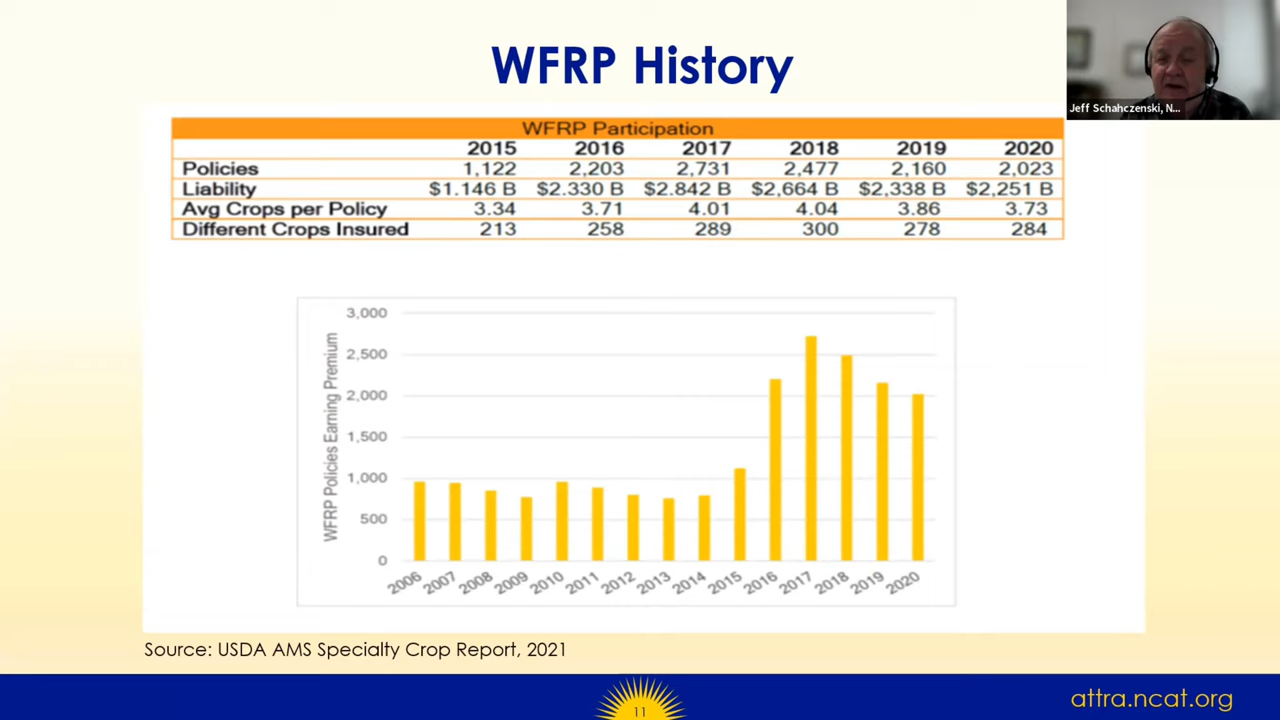 WFRP History
Jeff Schahczenski, N...
WFRP Participation
2015 2016 2017 2018 2019 2020
Policies 1,122 2,203 2,731 2,477 2,160 2,023
Liability $1.146 B $2.330 B $2.842 B $2,664 B $2,338 B $2,251 B
Avg Crops per Policy 3.34 3.71 4.01 4.04 3.86 3.73
Different Crops Insured 213 258 289 300 278 284
WFRP Policies Earning Premium
3,000
2,500
2,000
1,500
1,000
500
0
2006 2007 2008 2009 2010 2011 2012 2013 2014 2015 2016 2017 2018 2019 2020
Source: USDA AMS Specialty Crop Report, 2021
11
attra.ncat.org